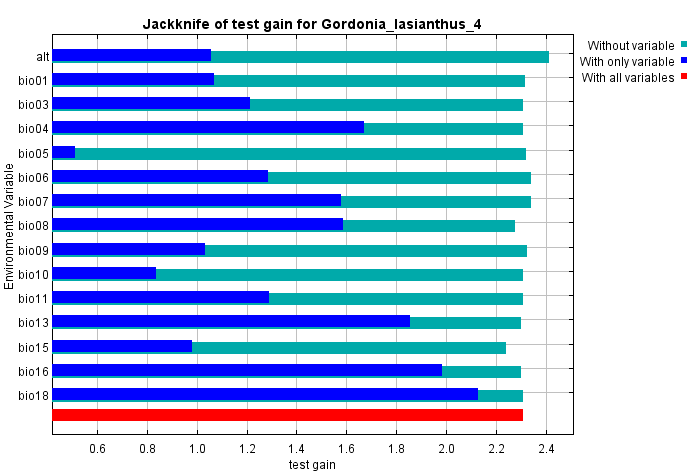 Jackknife of test gain for Gordonia_lasianthus_4
Without variable
With only variable
With all variables
Environmental Variable
alt
bio01
bio03
bio04
bio05
bio06
bio07
bio08
bio09
bio10
bio11
bio13
bio15
bio16
bio18
0.6 0.8 1.0 1.2 1.4 1.6 1.8 2.0 2.2 2.4
test gain